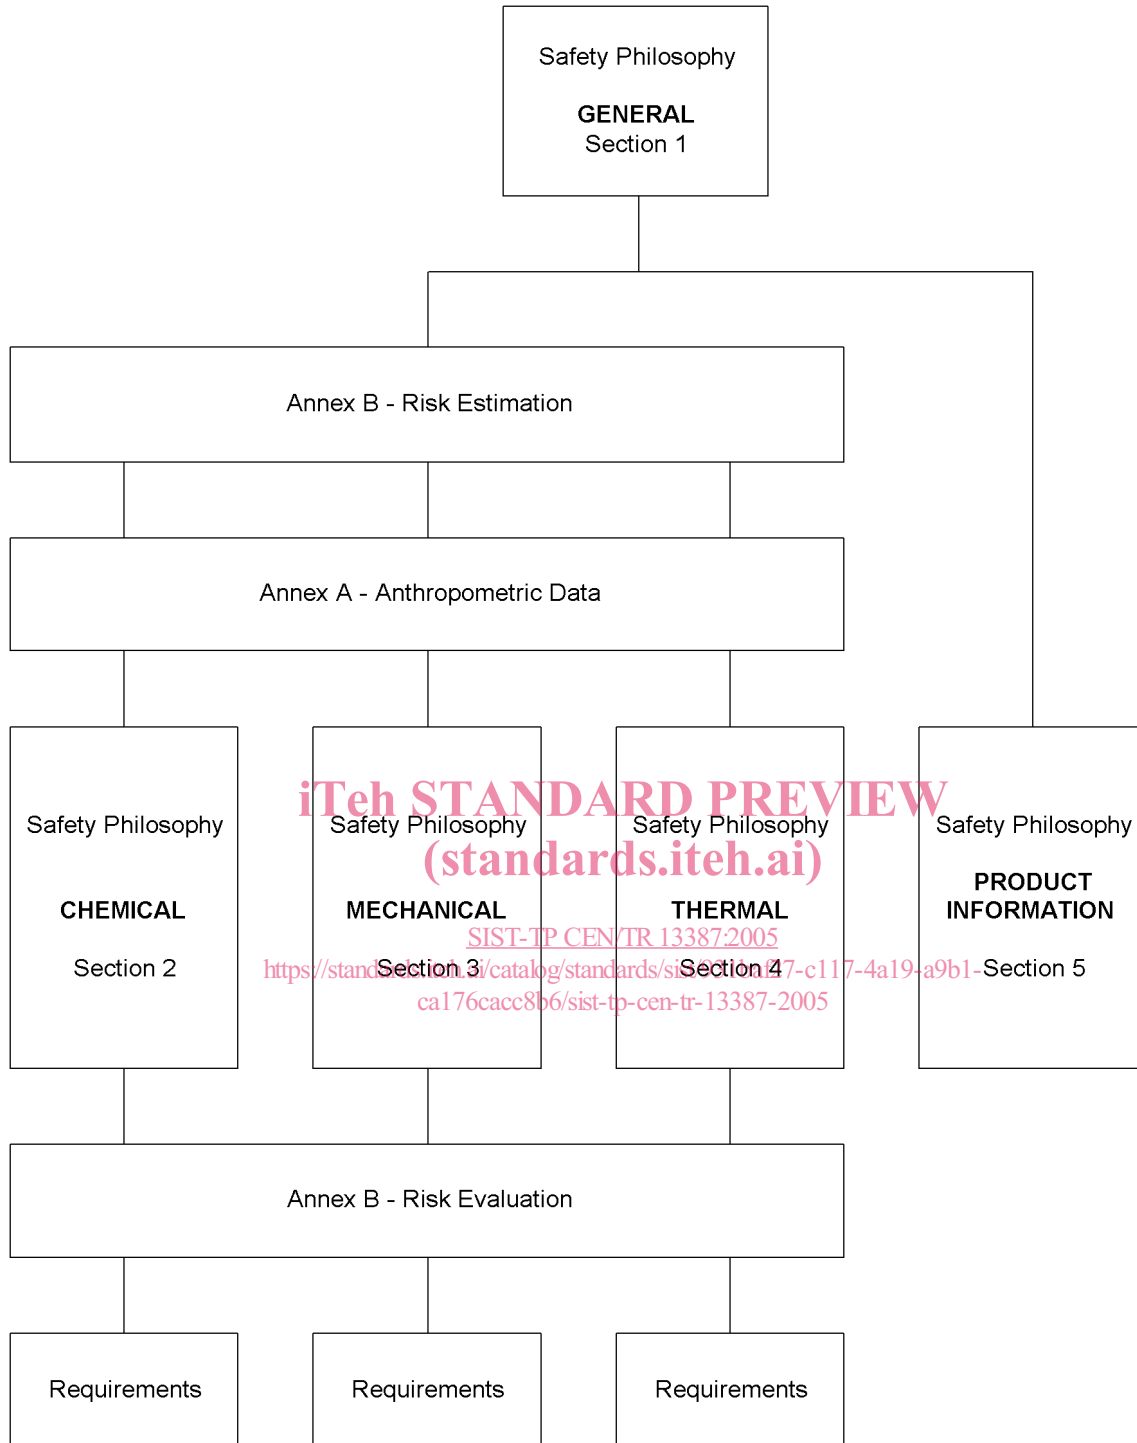 Safety Philosophy
GENERAL
Section 1
Annex B - Risk Estimation
Annex A - Anthropometric Data
iTeh STANDARD PREVIEW
Safety Philosophy
Safety Philosophy
Safety Philosophy
Safety Philosophy
(standards.iteh.ai)
CHEMICAL
MECHANICAL
THERMAL
PRODUCT
INFORMATION
SIST-TP CEN/TR 13387:2005
Section 2
Section 3
Section 4
Section 5
ca176cacc8b6/sist-tp-cen-tr-13387-2005
Annex B - Risk Evaluation
Requirements
Requirements
Requirements